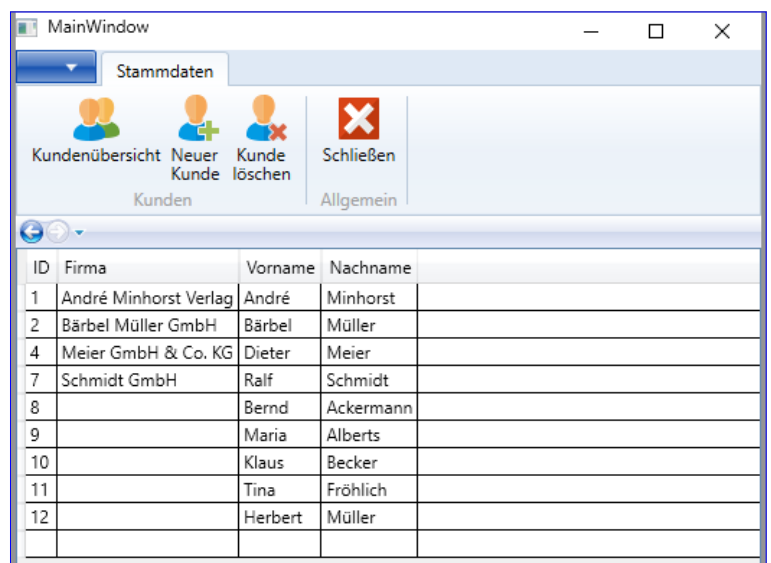 MainWindow
Stammdaten
Kundenübersicht Neuer Kunde Schließen
Kunde löschen
Kunden Allgemein
ID Firma Vorname Nachname
1 André Minhorst Verlag André Minhorst
2 Bärbel Müller GmbH Bärbel Müller
4 Meier GmbH & Co. KG Dieter Meier
7 Schmidt GmbH Ralf Schmidt
8 Bernd Ackermann
9 Maria Alberts
10 Klaus Becker
11 Tina Fröhlich
12 Herbert Müller